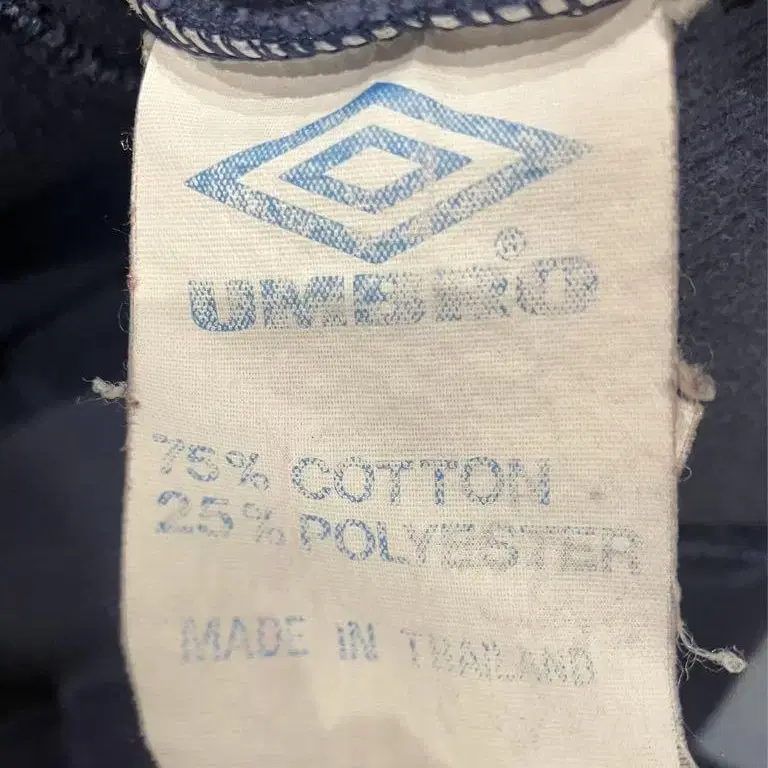 UMBRO®
75% COTTON
25% POLYESTER
MADE IN THAILAND